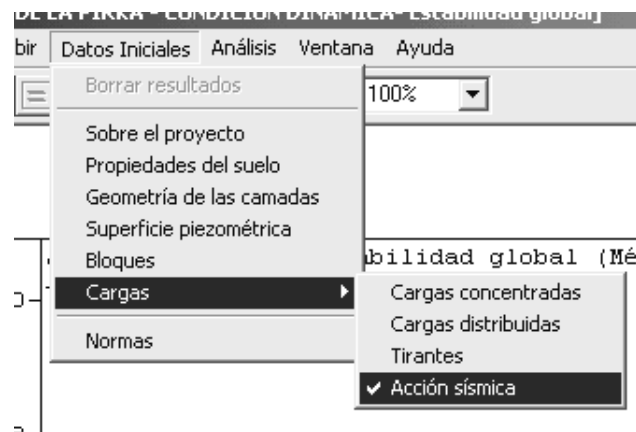 DE LA PIRKA - CONDICION DINAMICA- Estabilidad global]
bir Datos Iniciales Análisis Ventana Ayuda
Borrar resultados
100%
Sobre el proyecto
Propiedades del suelo
Geometría de las camadas
Superficie piezométrica
Bloques
bilidad global (Mé
Cargas
Cargas concentradas
Cargas distribuidas
Normas
Tirantes
Acción sísmica